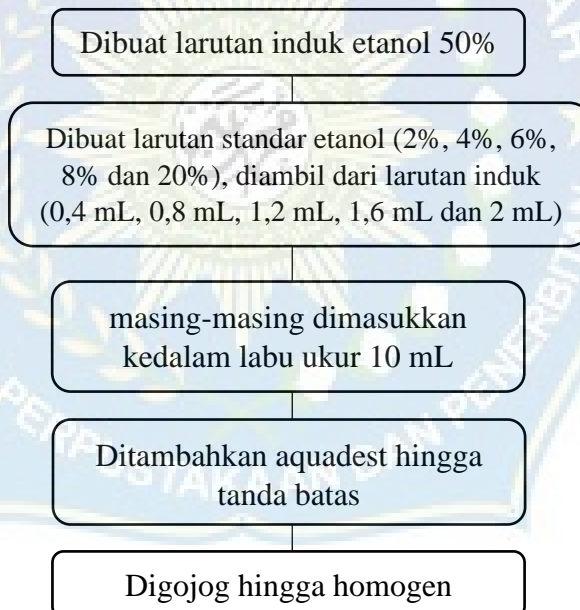 Dibuat larutan induk etanol 50%
Dibuat larutan standar etanol (2%, 4%, 6%,
8% dan 20%), diambil dari larutan induk
(0,4 mL, 0,8 mL, 1,2 mL, 1,6 mL dan 2 mL)
masing-masing dimasukkan
kedalam labu ukur 10 mL
Ditambahkan aquadest hingga
tanda batas
Digojog hingga homogen